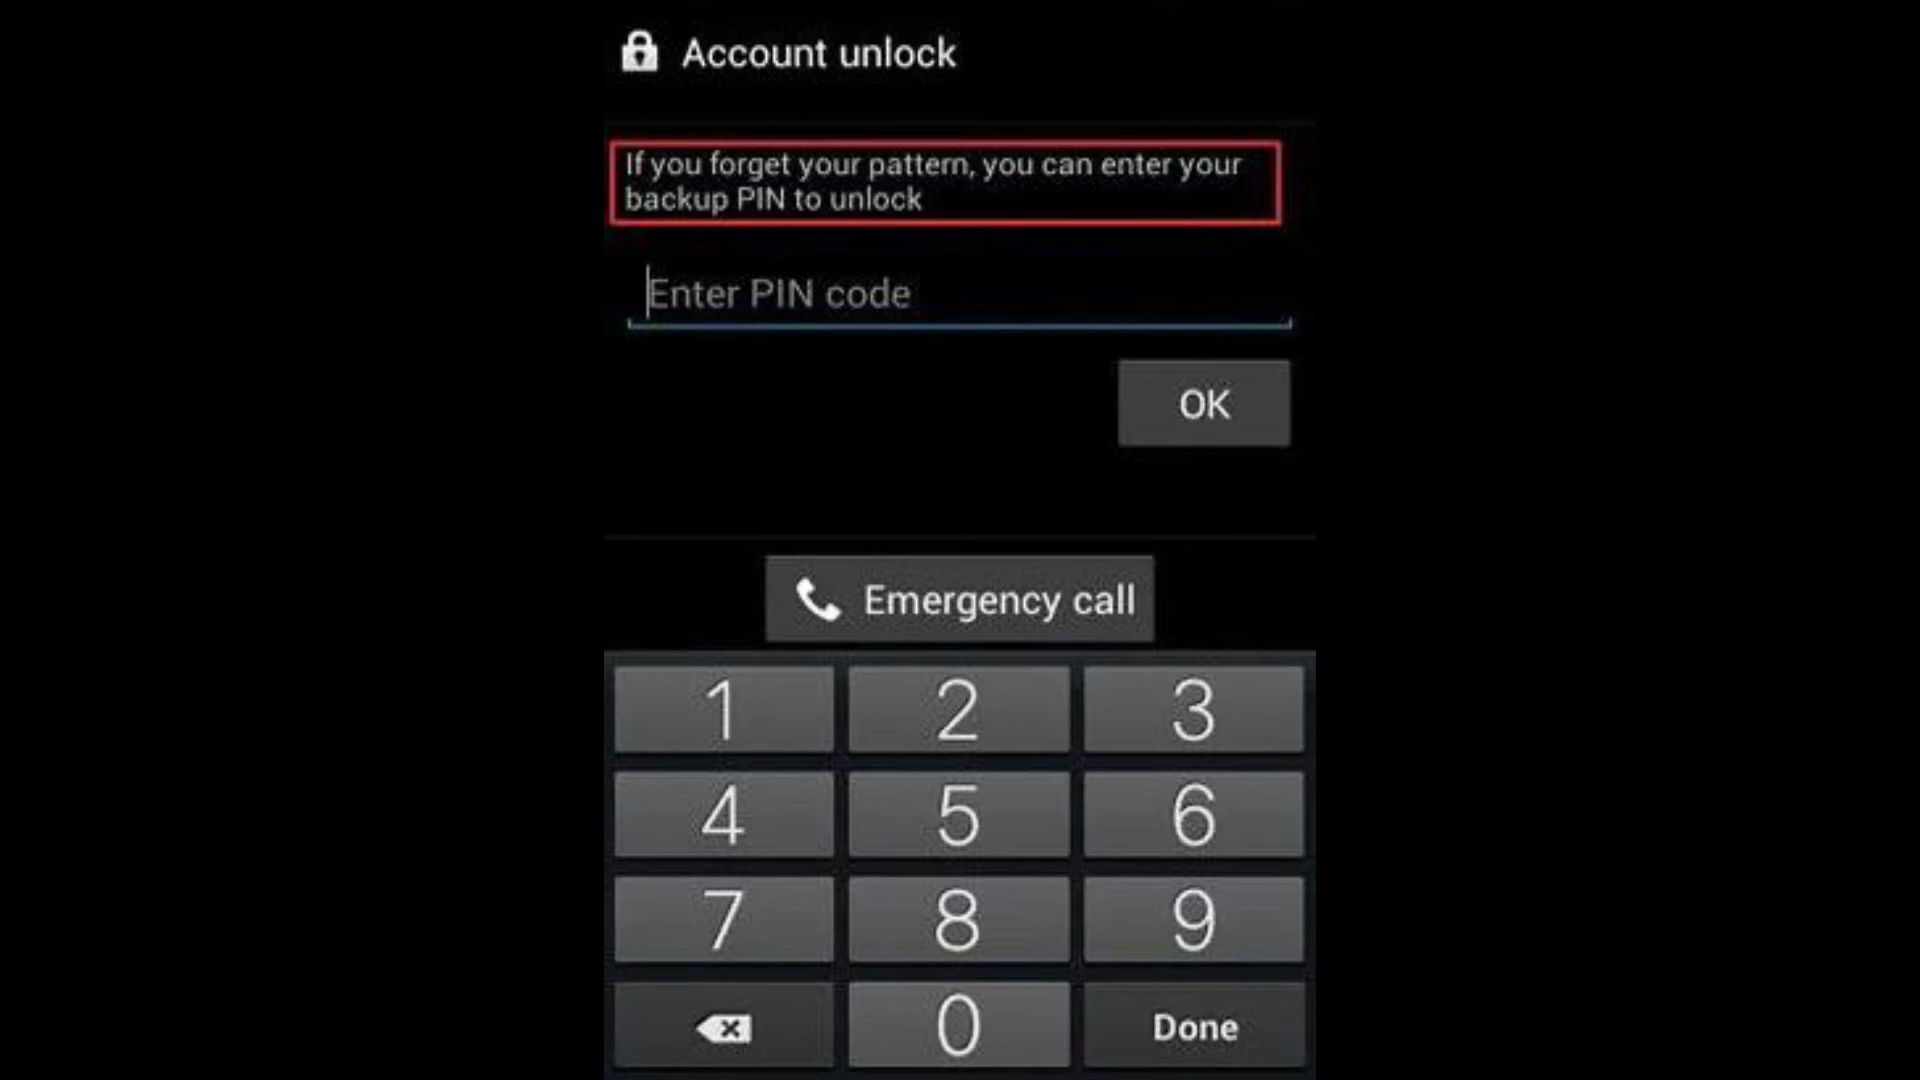 Account unlock
If you forget your pattern, you can enter your
backup PIN to unlock
Enter PIN code
OK
Emergency call
1 2 3
4 5 6
7 8 9
0 Done